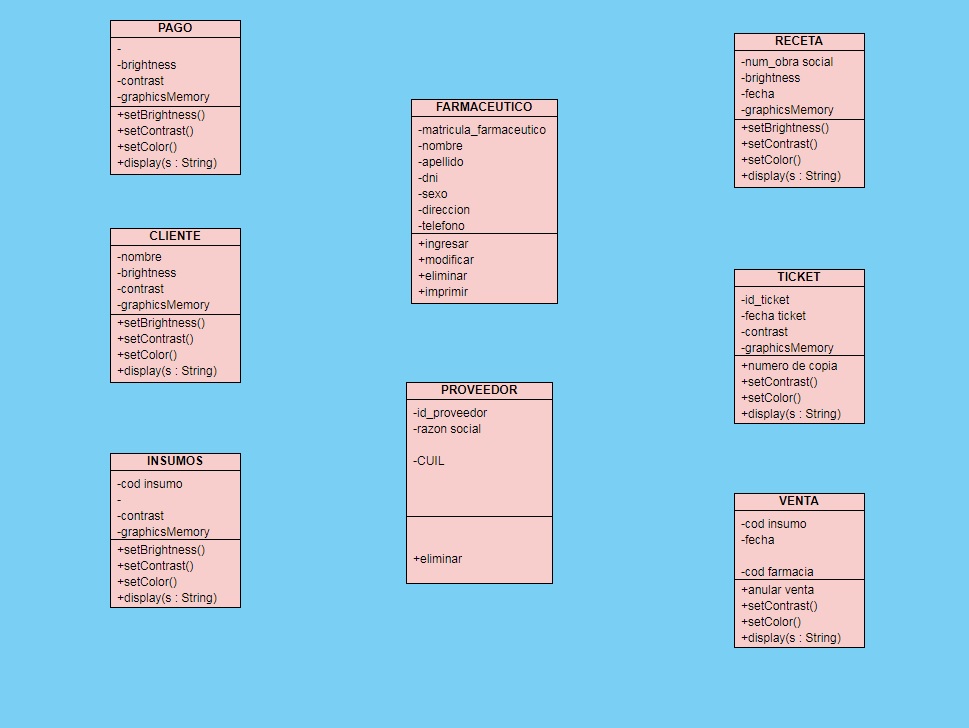 PAGO
-
-brightness
-contrast
-graphicsMemory
+setBrightness()
+setContrast()
+setColor()
+display(s : String)
CLIENTE
-nombre
-brightness
-contrast
-graphicsMemory
+setBrightness()
+setContrast()
+setColor()
+display(s : String)
INSUMOS
-cod insumo
-
-contrast
-graphicsMemory
+setBrightness()
+setContrast()
+setColor()
+display(s : String)
FARMACEUTICO
-matricula_farmaceutico
-nombre
-apellido
-dni
-sexo
-direccion
-telefono
+ingresar
+modificar
+eliminar
+imprimir
PROVEEDOR
-id_proveedor
-razon social
-CUIL
+eliminar
RECETA
-num_obra social
-brightness
-fecha
-graphicsMemory
+setBrightness()
+setContrast()
+setColor()
+display(s : String)
TICKET
-id_ticket
-fecha ticket
-contrast
-graphicsMemory
+numero de copia
+setContrast()
+setColor()
+display(s : String)
VENTA
-cod insumo
-fecha
-cod farmacia
+anular venta
+setContrast()
+setColor()
+display(s : String)